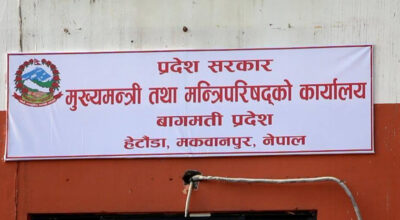 प्रदेश सरकार
मुख्यमन्त्री तथा मन्त्रिपरिषद्को कार्यालय
बागमती प्रदेश
हेटौंडा, मकवानपुर, नेपाल